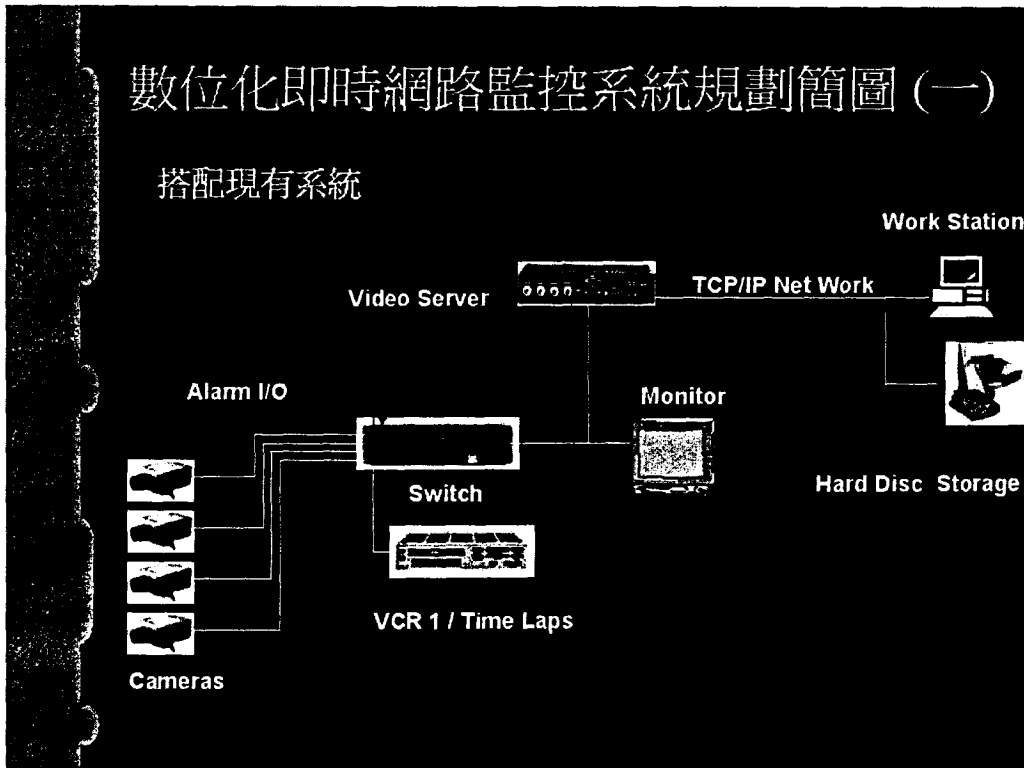 數位化即時網路監控系統規劃簡圖 (一)
搭配現有系統
Work Station
TCP/IP Net Work
Video Server
Alarm I/O
Monitor
Hard Disc Storage
Switch
VCR 1 / Time Laps
Cameras